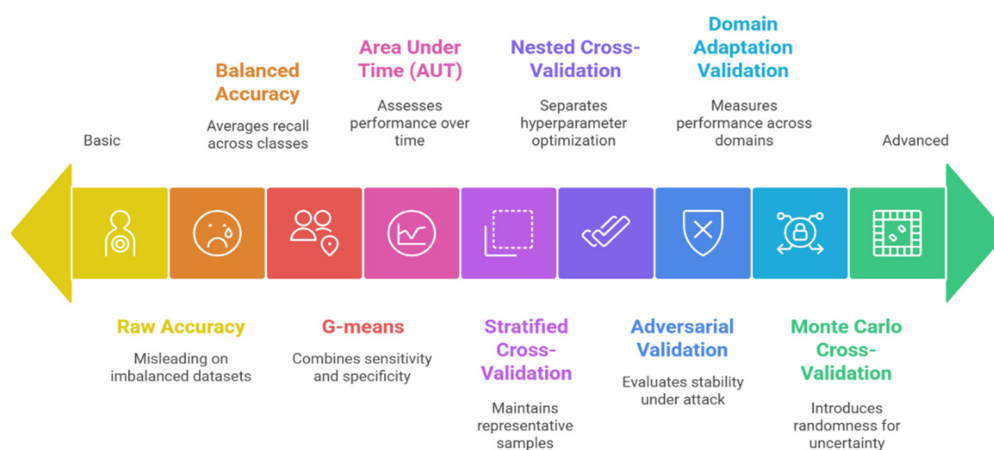 Basic
Balanced
Accuracy
Averages recall
across classes
Area Under
Time (AUT)
Assesses
performance over
time
Nested Cross-
Validation
Separates
hyperparameter
optimization
Domain
Adaptation
Validation
Measures
performance across
domains
Advanced
Raw Accuracy
Misleading on
imbalanced datasets
G-means
Combines sensitivity
and specificity
Stratified
Cross-
Validation
Maintains
representative
samples
Adversarial
Validation
Evaluates stability
under attack
Monte Carlo
Cross-
Validation
Introduces
randomness for
uncertainty